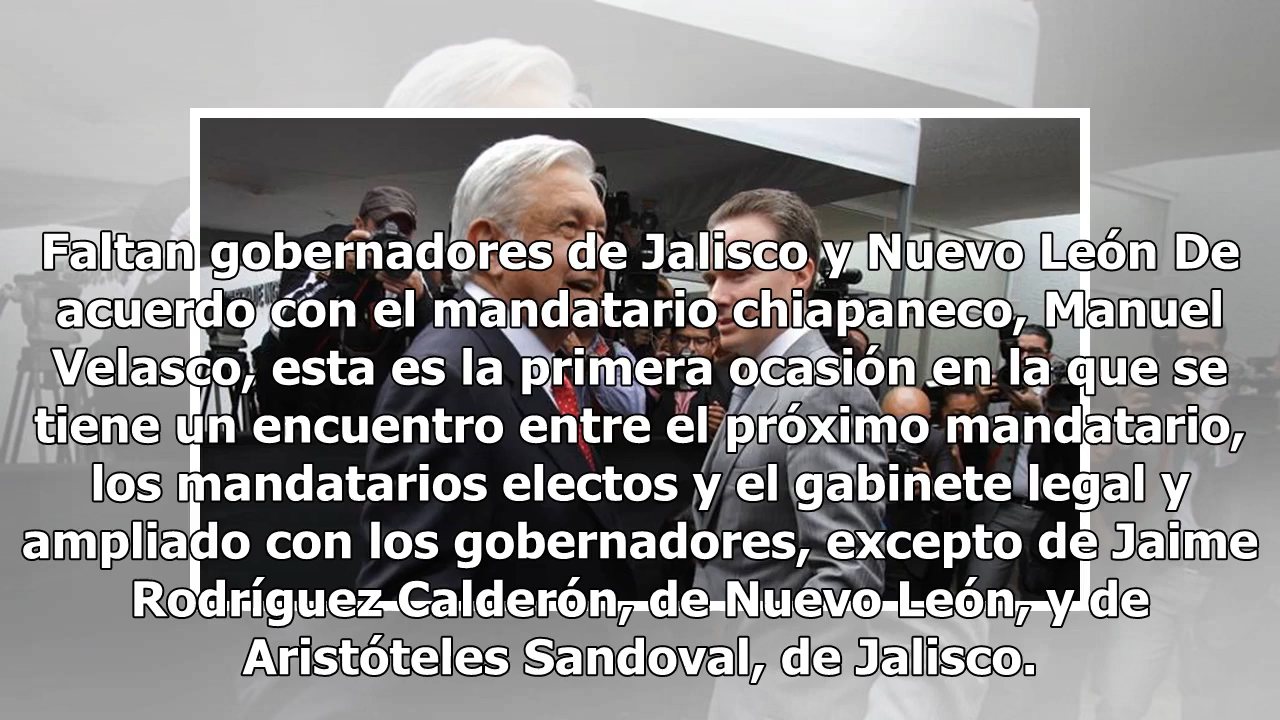 Faltan gobernadores de Jalisco y Nuevo León De
acuerdo con el mandatario chiapaneco, Manuel
Velasco, esta es la primera ocasión en la que se
tiene un encuentro entre el próximo mandatario,
los mandatarios electos y el gabinete legal y
ampliado con los gobernadores, excepto de Jaime
Rodríguez Calderón, de Nuevo León, y de
Aristóteles Sandoval, de Jalisco.